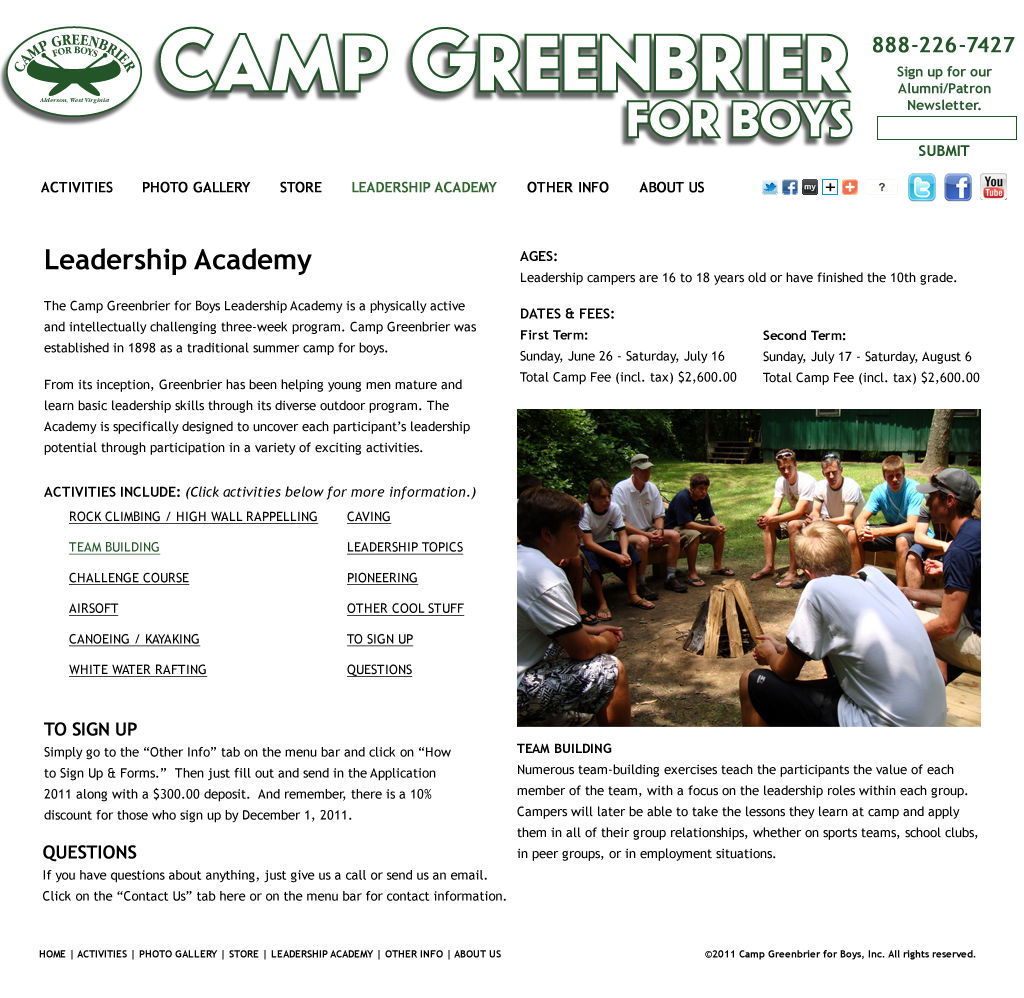 CAMP GREENBRIER
FOR BOYS
Alderson, West Virginia
CAMP GREENBRIER
FOR BOYS
888-226-7427
Sign up for our
Alumni/Patron
Newsletter.
SUBMIT
ACTIVITIES PHOTO GALLERY STORE LEADERSHIP ACADEMY OTHER INFO ABOUT US my ? You Tube
Leadership Academy
The Camp Greenbrier for Boys Leadership Academy is a physically active
and intellectually challenging three-week program. Camp Greenbrier was
established in 1898 as a traditional summer camp for boys.
From its inception, Greenbrier has been helping young men mature and
learn basic leadership skills through its diverse outdoor program. The
Academy is specifically designed to uncover each participant’s leadership
potential through participation in a variety of exciting activities.
ACTIVITIES INCLUDE: (Click activities below for more information.)
ROCK CLIMBING / HIGH WALL RAPPELLING CAVING
TEAM BUILDING LEADERSHIP TOPICS
CHALLENGE COURSE PIONEERING
AIRSOFT OTHER COOL STUFF
CANOEING / KAYAKING TO SIGN UP
WHITE WATER RAFTING QUESTIONS
TO SIGN UP
Simply go to the “Other Info” tab on the menu bar and click on “How
to Sign Up & Forms.” Then just fill out and send in the Application
2011 along with a $300.00 deposit. And remember, there is a 10%
discount for those who sign up by December 1, 2011.
QUESTIONS
If you have questions about anything, just give us a call or send us an email.
Click on the “Contact Us” tab here or on the menu bar for contact information.
AGES:
Leadership campers are 16 to 18 years old or have finished the 10th grade.
DATES & FEES:
First Term:
Sunday, June 26 - Saturday, July 16
Total Camp Fee (incl. tax) $2,600.00
Second Term:
Sunday, July 17 - Saturday, August 6
Total Camp Fee (incl. tax) $2,600.00
TEAM BUILDING
Numerous team-building exercises teach the participants the value of each
member of the team, with a focus on the leadership roles within each group.
Campers will later be able to take the lessons they learn at camp and apply
them in all of their group relationships, whether on sports teams, school clubs,
in peer groups, or in employment situations.
HOME | ACTIVITIES | PHOTO GALLERY | STORE | LEADERSHIP ACADEMY | OTHER INFO | ABOUT US
©2011 Camp Greenbrier for Boys, Inc. All rights reserved.